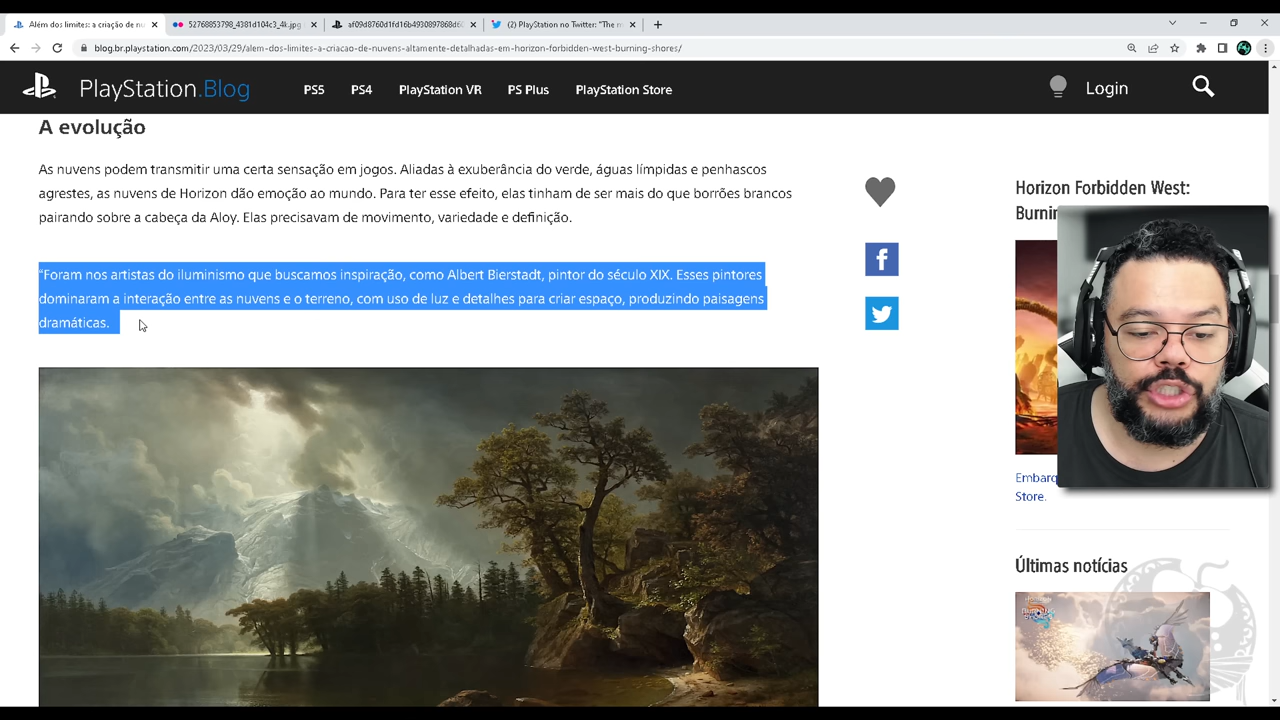 Além dos limites: a criação de nu
52768853798_4381d104c3_4k.jpg
af09d8760d1fd16b4930897868d6
(2) PlayStation no Twitter: "The m
blog.br.playstation.com/2023/03/29/alem-dos-limites-a-criacao-de-nuvens-altamente-detalhadas-em-horizon-forbidden-west-burning-shores/
PlayStation.Blog
PS5
PS4
PlayStation VR
PS Plus
PlayStation Store
Login
A evolução
As nuvens podem transmitir uma certa sensação em jogos. Aliadas à exuberância do verde, águas límpidas e penhascos
agrestes, as nuvens de Horizon dão emoção ao mundo. Para ter esse efeito, elas tinham de ser mais do que borrões brancos
pairando sobre a cabeça da Aloy. Elas precisavam de movimento, variedade e definição.
“Foram nos artistas do iluminismo que buscamos inspiração, como Albert Bierstadt, pintor do século XIX. Esses pintores
dominaram a interação entre as nuvens e o terreno, com uso de luz e detalhes para criar espaço, produzindo paisagens
dramáticas.
Horizon Forbidden West:
Burnin
Embarq
Store.
Últimas notícias